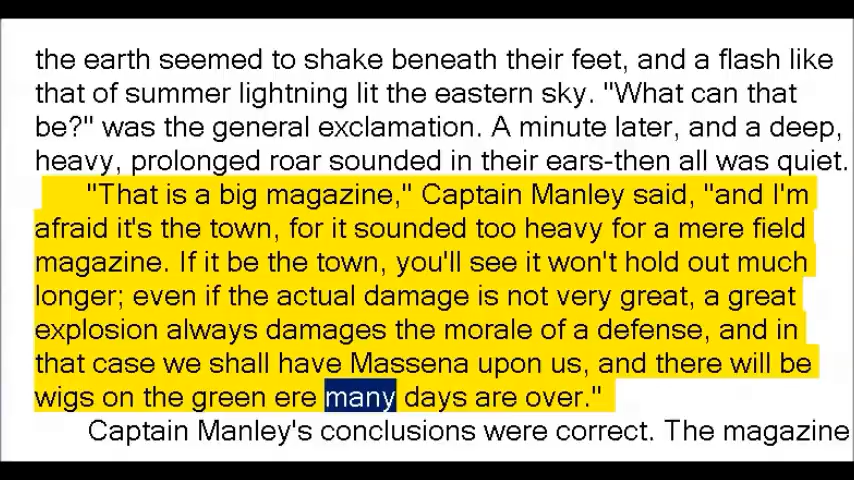 the earth seemed to shake beneath their feet, and a flash like
that of summer lightning lit the eastern sky. "What can that
be?" was the general exclamation. A minute later, and a deep,
heavy, prolonged roar sounded in their ears-then all was quiet.
"That is a big magazine," Captain Manley said, "and I'm
afraid it's the town, for it sounded too heavy for a mere field
magazine. If it be the town, you'll see it won't hold out much
longer; even if the actual damage is not very great, a great
explosion always damages the morale of a defense, and in
that case we shall have Massena upon us, and there will be
wigs on the green ere many days are over."
Captain Manley's conclusions were correct. The magazine